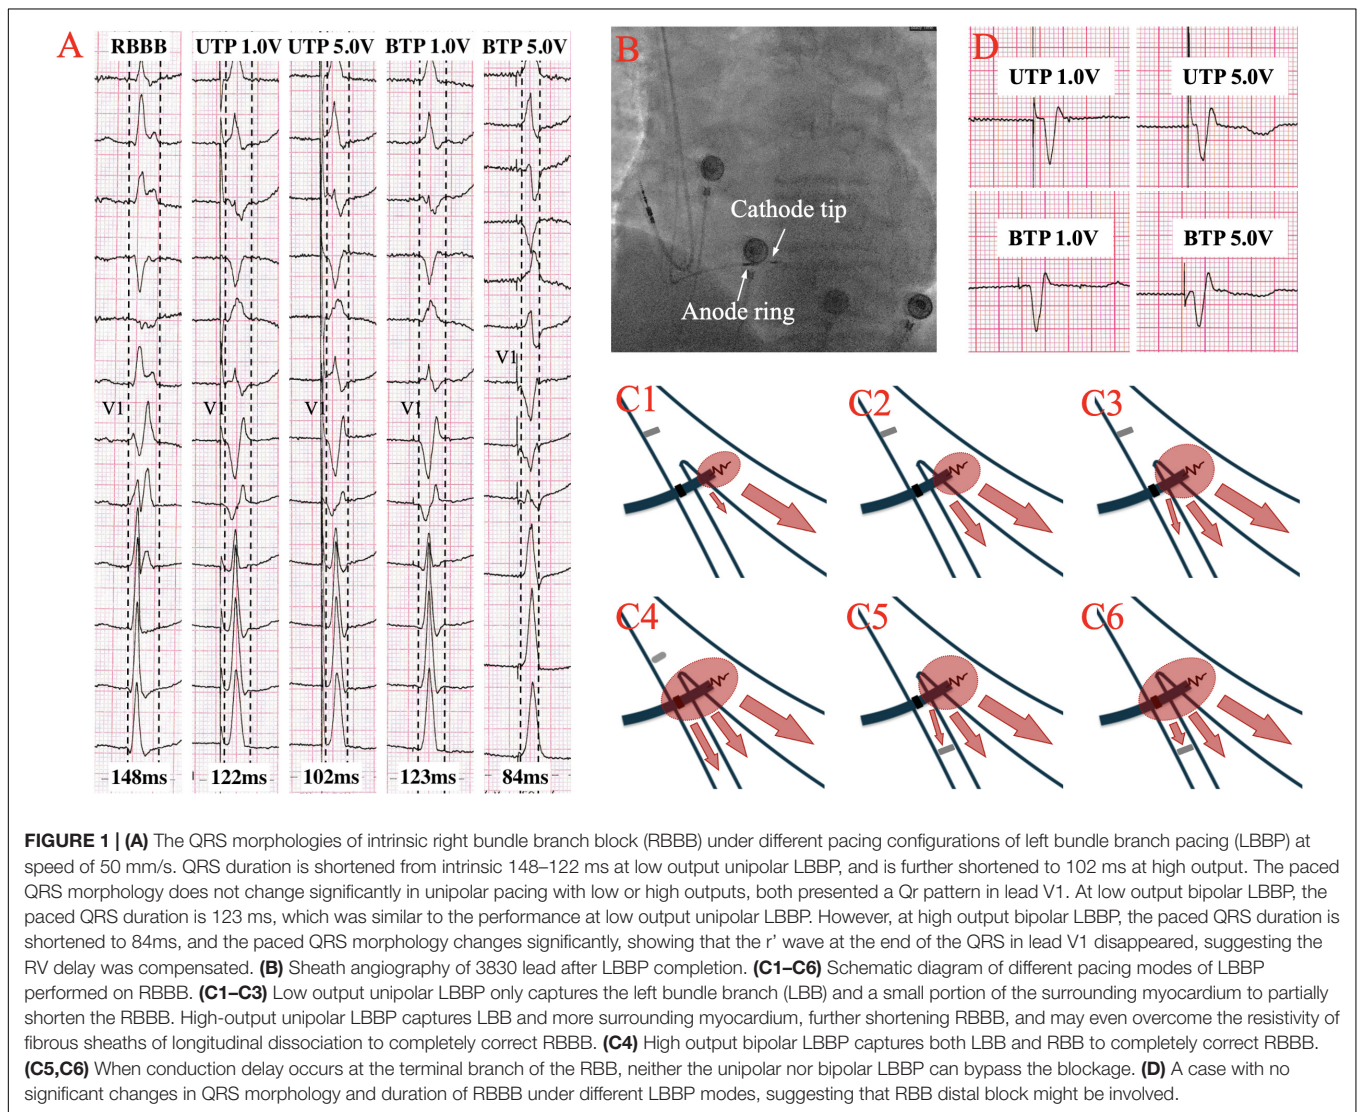 A
RBBB
UTP 1.0V
UTP 5.0V
BTP 1.0V
BTP 5.0V
V1
V1
V1
V1
V1
148ms
122ms
102ms
123ms
84ms
B
Cathode tip
Anode ring
D
UTP 1.0V
UTP 5.0V
BTP 1.0V
BTP 5.0V
C1
C2
C3
C4
C5
C6
FIGURE 1 | (A) The QRS morphologies of intrinsic right bundle branch block (RBBB) under different pacing configurations of left bundle branch pacing (LBBP) at
speed of 50 mm/s. QRS duration is shortened from intrinsic 148–122 ms at low output unipolar LBBP, and is further shortened to 102 ms at high output. The paced
QRS morphology does not change significantly in unipolar pacing with low or high outputs, both presented a Qr pattern in lead V1. At low output bipolar LBBP, the
paced QRS duration is 123 ms, which was similar to the performance at low output unipolar LBBP. However, at high output bipolar LBBP, the paced QRS duration is
shortened to 84ms, and the paced QRS morphology changes significantly, showing that the r' wave at the end of the QRS in lead V1 disappeared, suggesting the
RV delay was compensated. (B) Sheath angiography of 3830 lead after LBBP completion. (C1–C6) Schematic diagram of different pacing modes of LBBP
performed on RBBB. (C1–C3) Low output unipolar LBBP only captures the left bundle branch (LBB) and a small portion of the surrounding myocardium to partially
shorten the RBBB. High-output unipolar LBBP captures LBB and more surrounding myocardium, further shortening RBBB, and may even overcome the resistivity of
fibrous sheaths of longitudinal dissociation to completely correct RBBB. (C4) High output bipolar LBBP captures both LBB and RBB to completely correct RBBB.
(C5,C6) When conduction delay occurs at the terminal branch of the RBB, neither the unipolar nor bipolar LBBP can bypass the blockage. (D) A case with no
significant changes in QRS morphology and duration of RBBB under different LBBP modes, suggesting that RBB distal block might be involved.